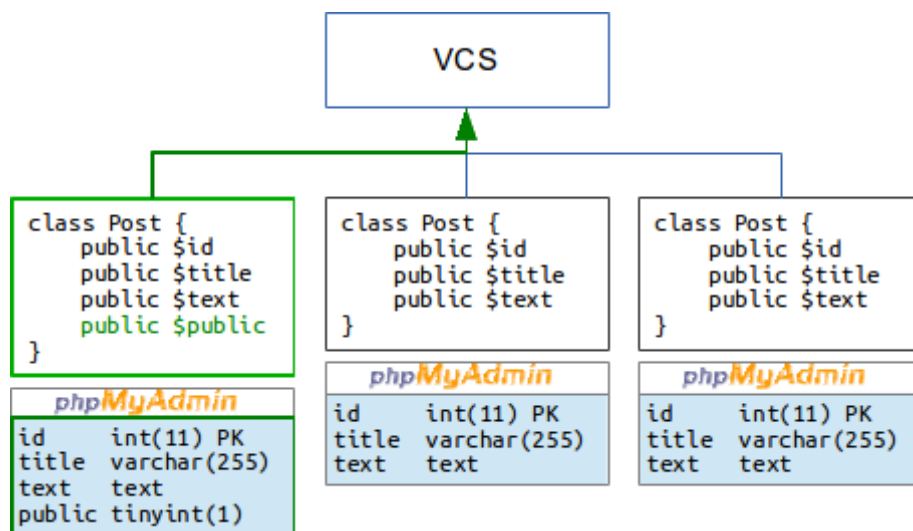 VCS
class Post {
public $id
public $title
public $text
public $public
}
phpMyAdmin
id int(11) PK
title varchar(255)
text text
public tinyint(1)
class Post {
public $id
public $title
public $text
}
phpMyAdmin
id int(11) PK
title varchar(255)
text text
class Post {
public $id
public $title
public $text
}
phpMyAdmin
id int(11) PK
title varchar(255)
text text